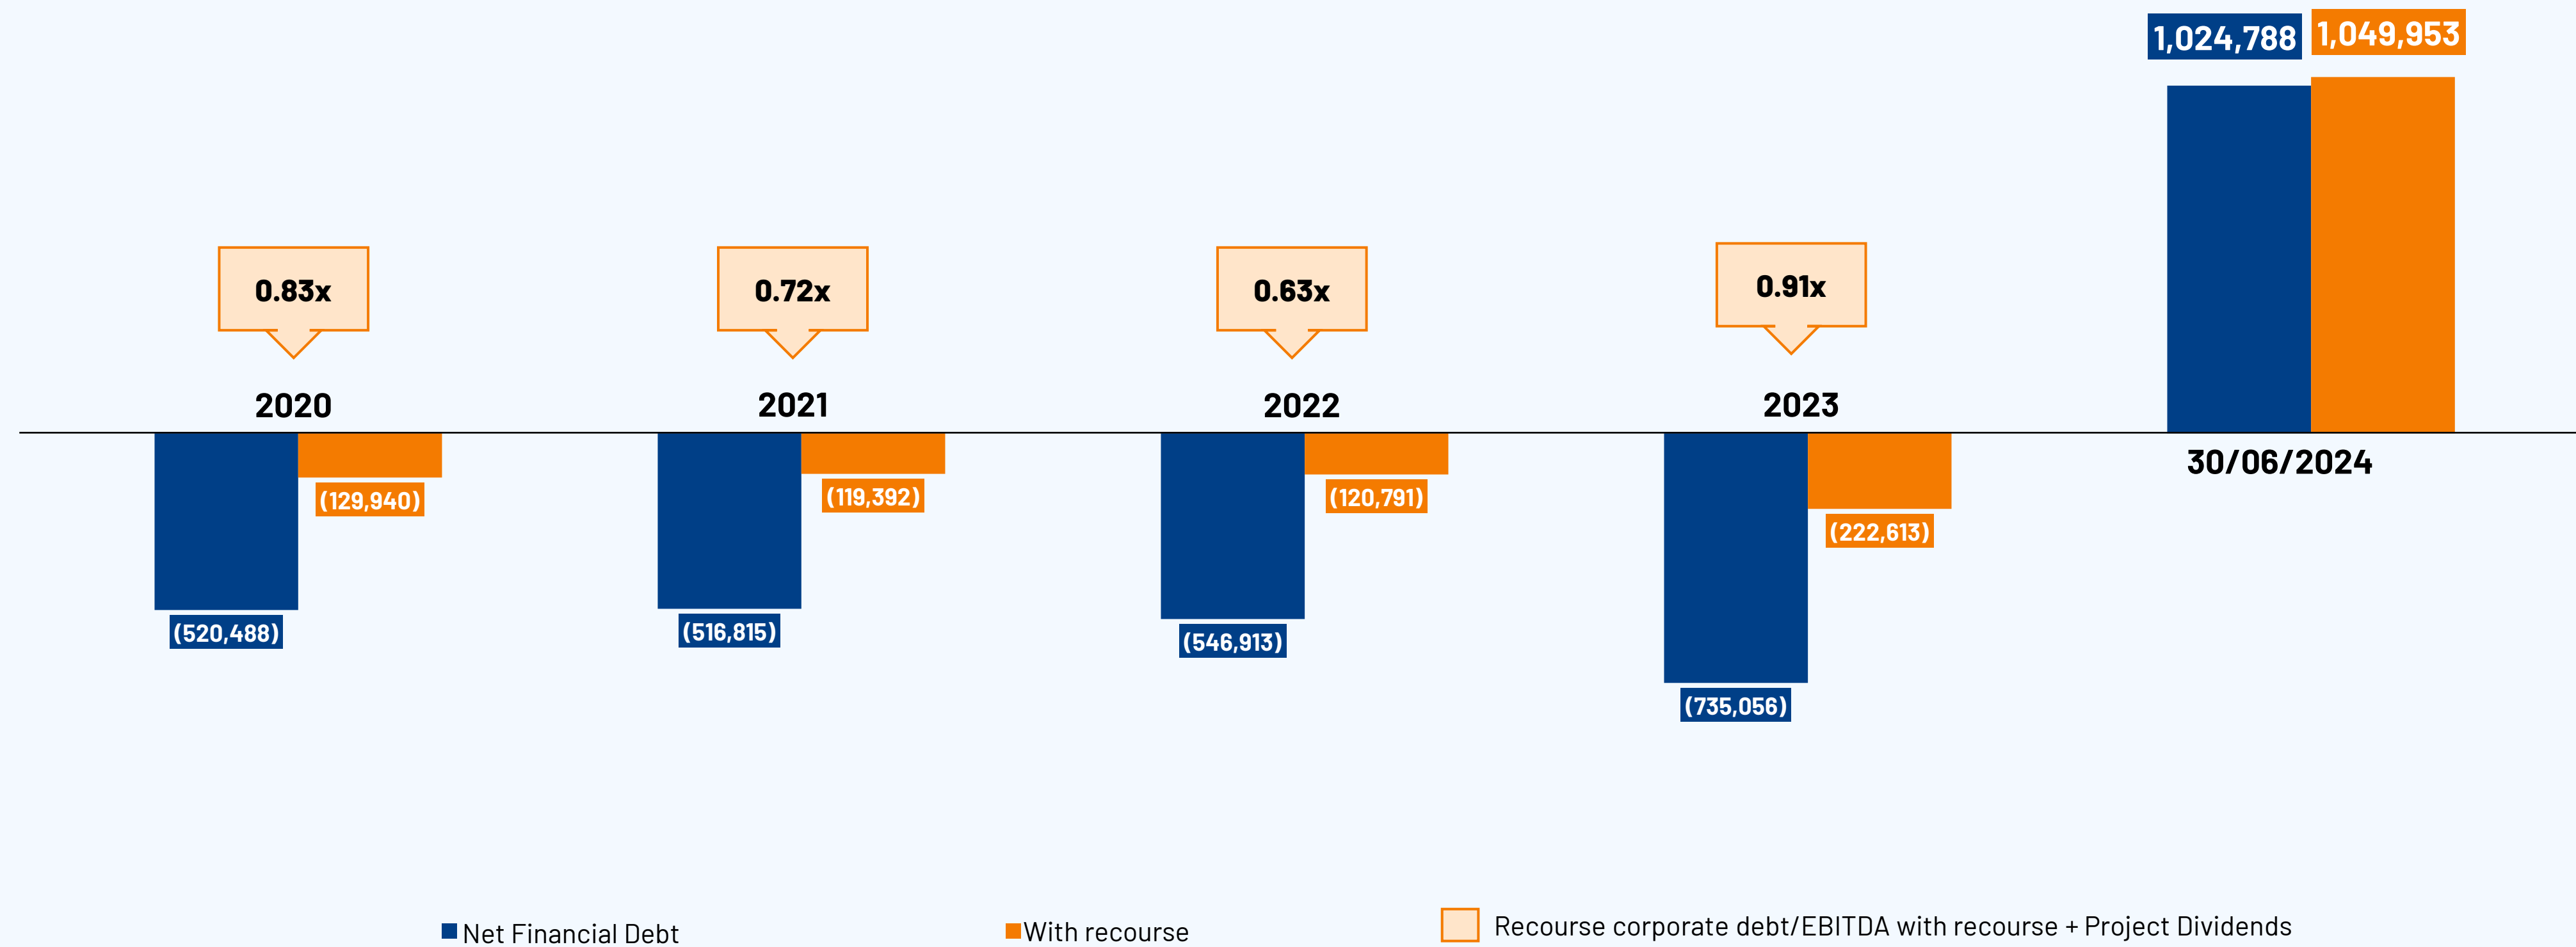 1,024,788 1,049,953
0.83x 0.72x 0.63x 0.91x
2020 2021 2022 2023
30/06/2024
(129,940) (119,392) (120,791) (222,613)
(520,488) (516,815) (546,913) (735,056)
Net Financial Debt With recourse Recourse corporate debt/EBITDA with recourse + Project Dividends